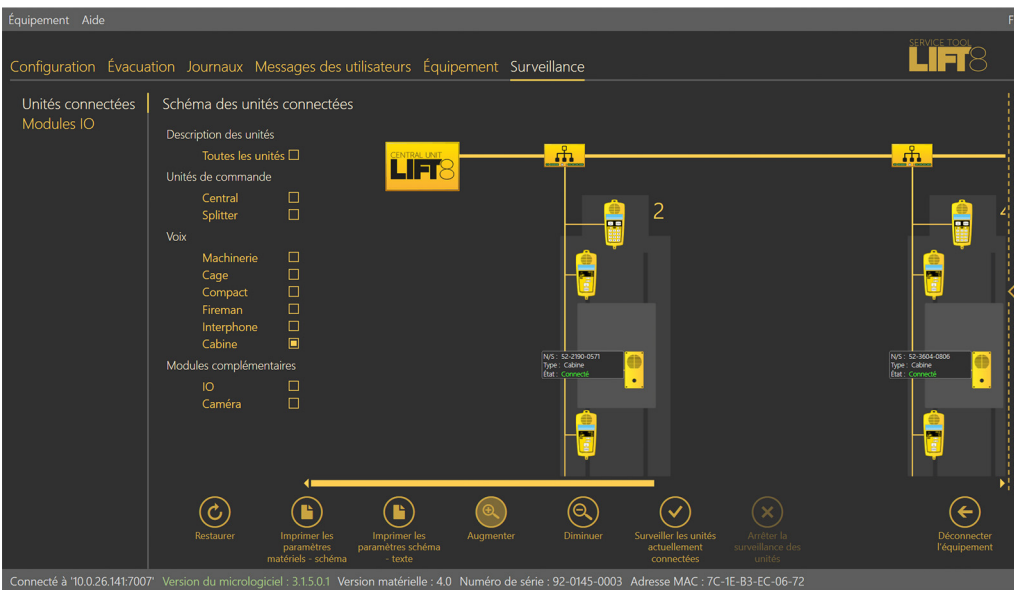 Équipement Aide
F
Configuration Évacuation Journaux Messages des utilisateurs Équipement Surveillance
SERVICE TOOL
LIFT8
Unités connectées
Modules IO
Schéma des unités connectées
Description des unités
Toutes les unités
Unités de commande
Central
Splitter
Voix
Machinerie
Cage
Compact
Fireman
Interphone
Cabine
Modules complémentaires
IO
Caméra
CENTRAL UNIT
LIFT8
2
4
N/S : 52-2190-0571
Type : Cabine
État : Connecté
N/S : 52-3604-0806
Type : Cabine
État : Connecté
Restaurer
Imprimer les
paramètres
matériels - schéma
Imprimer les
paramètres schéma
- texte
Augmenter
Diminuer
Surveiller les unités
actuellement
connectées
Arrêter la
surveillance des
unités
Déconnecter
l'équipement
Connecté à '10.0.26.141:7007' Version du micrologiciel : 3.1.5.0.1 Version matérielle : 4.0 Numéro de série : 92-0145-0003 Adresse MAC : 7C-1E-B3-EC-06-72